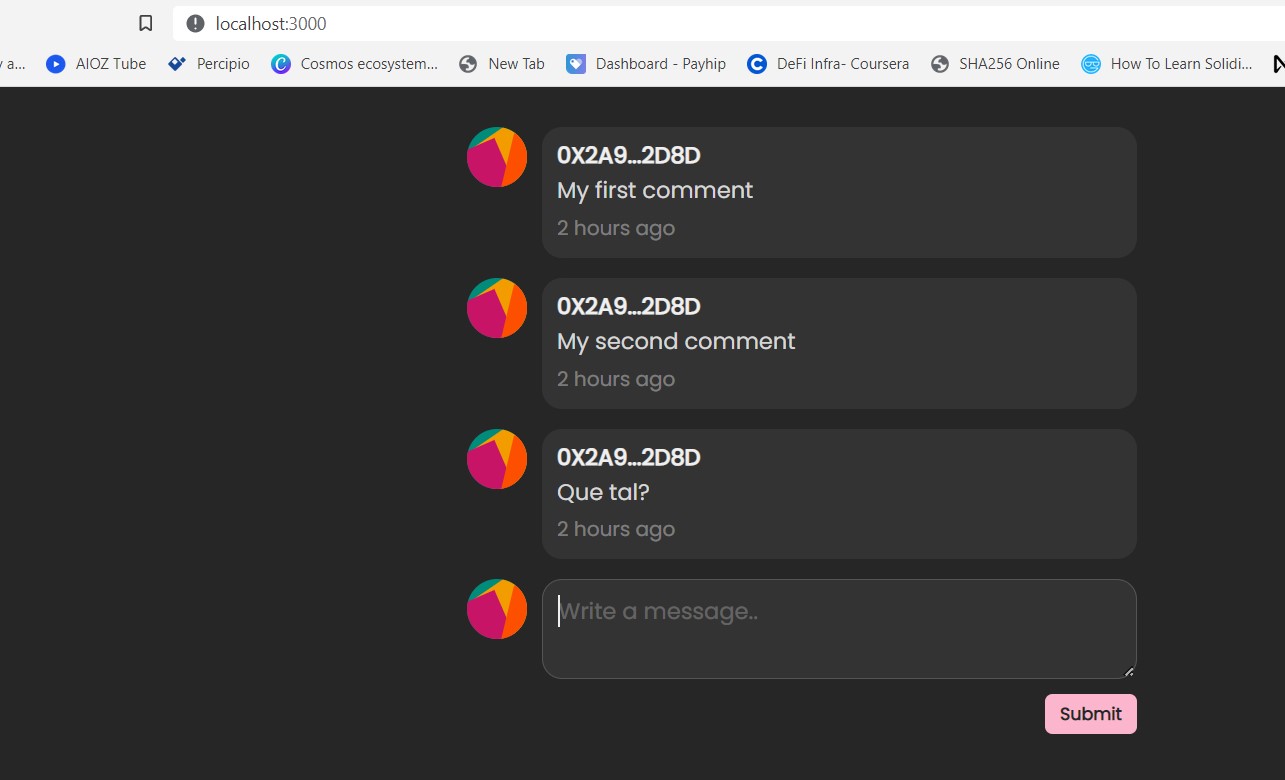 localhost:3000
y a... AIOZ Tube Percipio Cosmos ecosystem... New Tab Dashboard - Payhip DeFi Infra- Coursera SHA256 Online How To Learn Solidi...
0X2A9...2D8D
My first comment
2 hours ago
0X2A9...2D8D
My second comment
2 hours ago
0X2A9...2D8D
Que tal?
2 hours ago
Write a message..
Submit